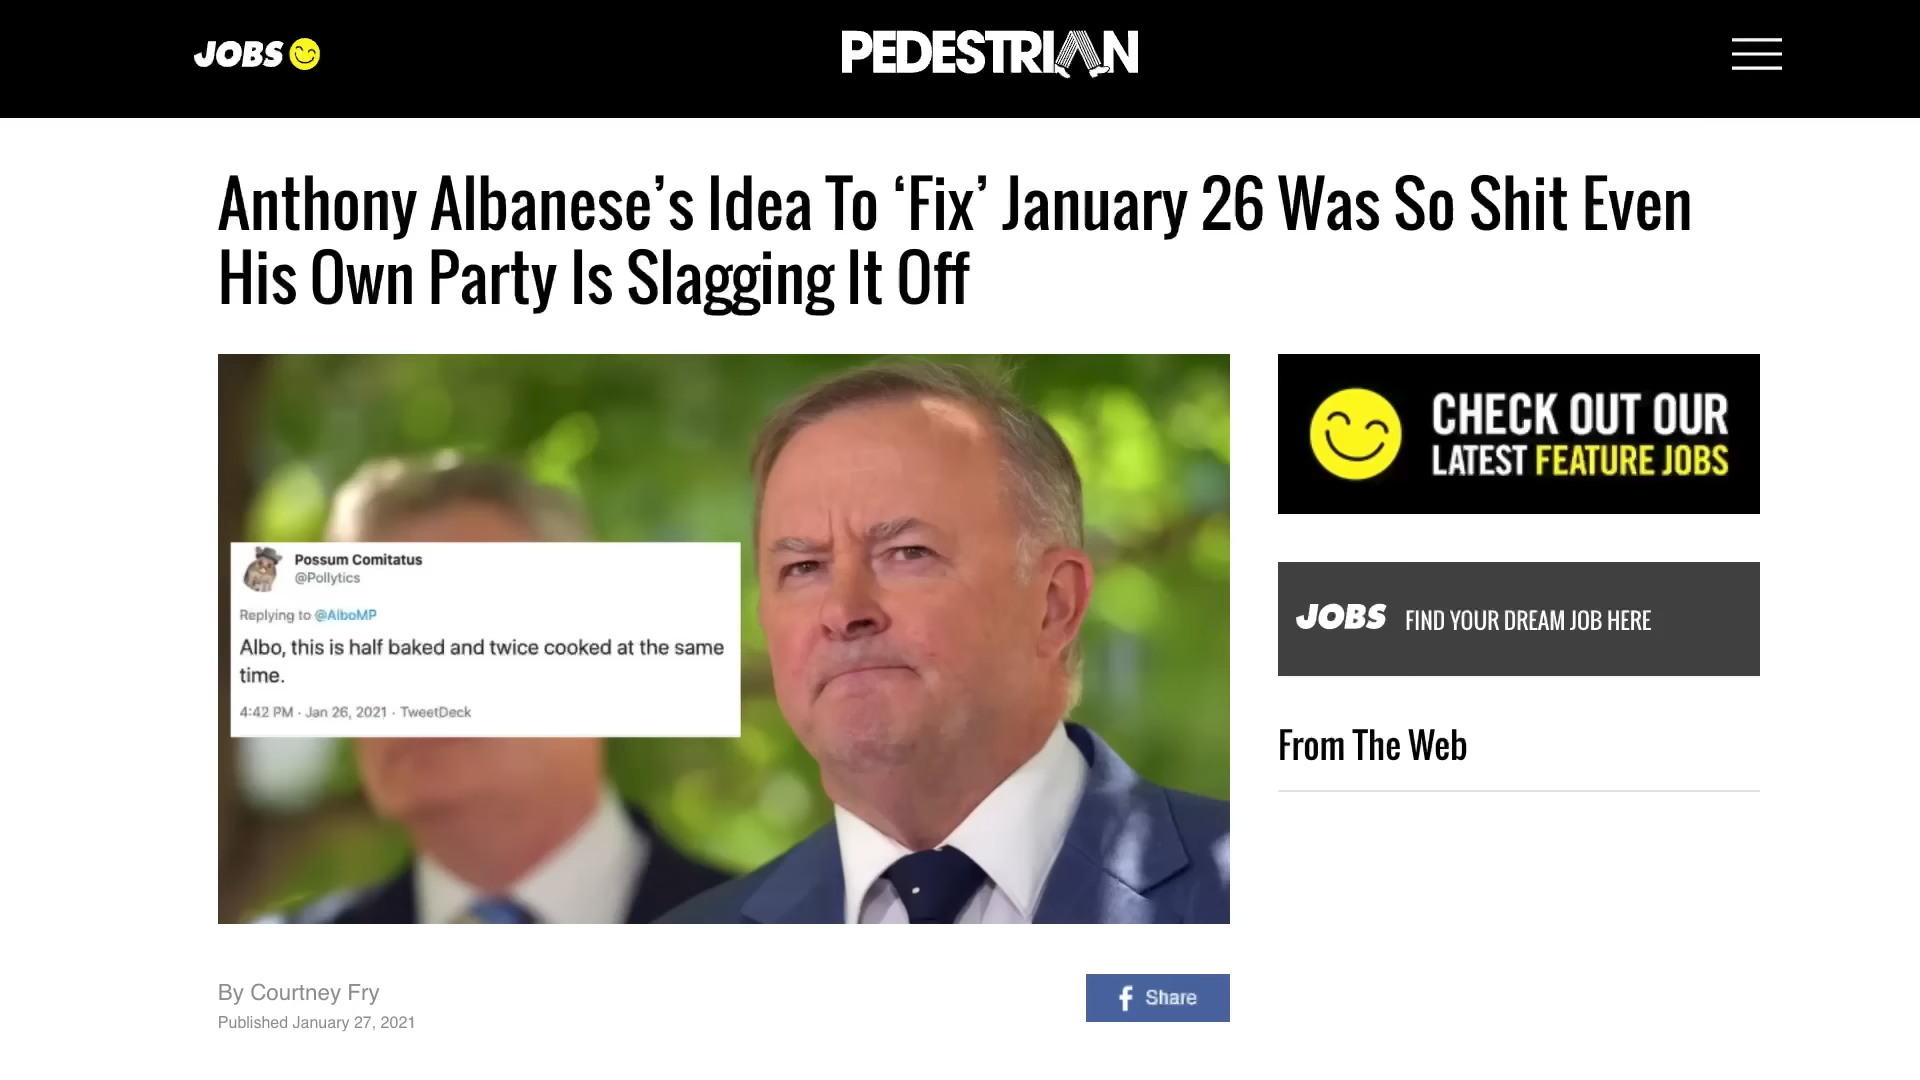 JOBS
PEDESTRIAN
Anthony Albanese’s Idea To ‘Fix’ January 26 Was So Shit Even
His Own Party Is Slagging It Off
Possum Comitatus
@Pollytics
Replying to @AlboMP
Albo, this is half baked and twice cooked at the same
time.
4:42 PM · Jan 26, 2021 · TweetDeck
CHECK OUT OUR
LATEST FEATURE JOBS
JOBS FIND YOUR DREAM JOB HERE
From The Web
By Courtney Fry
Published January 27, 2021
f Share